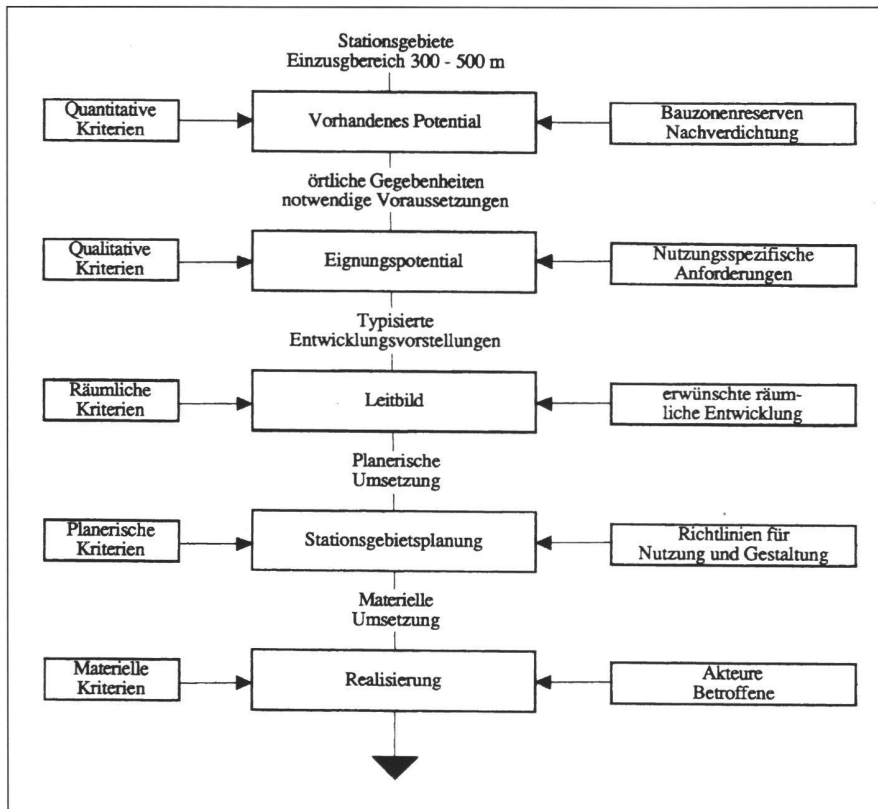 Stationsgebiete
Einzugbereich 300 - 500 m
Quantitative
Kriterien
Vorhandenes Potential
Bauzonenreserven
Nachverdichtung
örtliche Gegebenheiten
notwendige Voraussetzungen
Qualitative
Kriterien
Eignungspotential
Nutzungsspezifische
Anforderungen
Typisierte
Entwicklungsvorstellungen
Räumliche
Kriterien
Leitbild
erwünschte räum-
liche Entwicklung
Planerische
Umsetzung
Planerische
Kriterien
Stationsgebietsplanung
Richtlinien für
Nutzung und Gestaltung
Materielle
Umsetzung
Materielle
Kriterien
Realisierung
Akteure
Betroffene